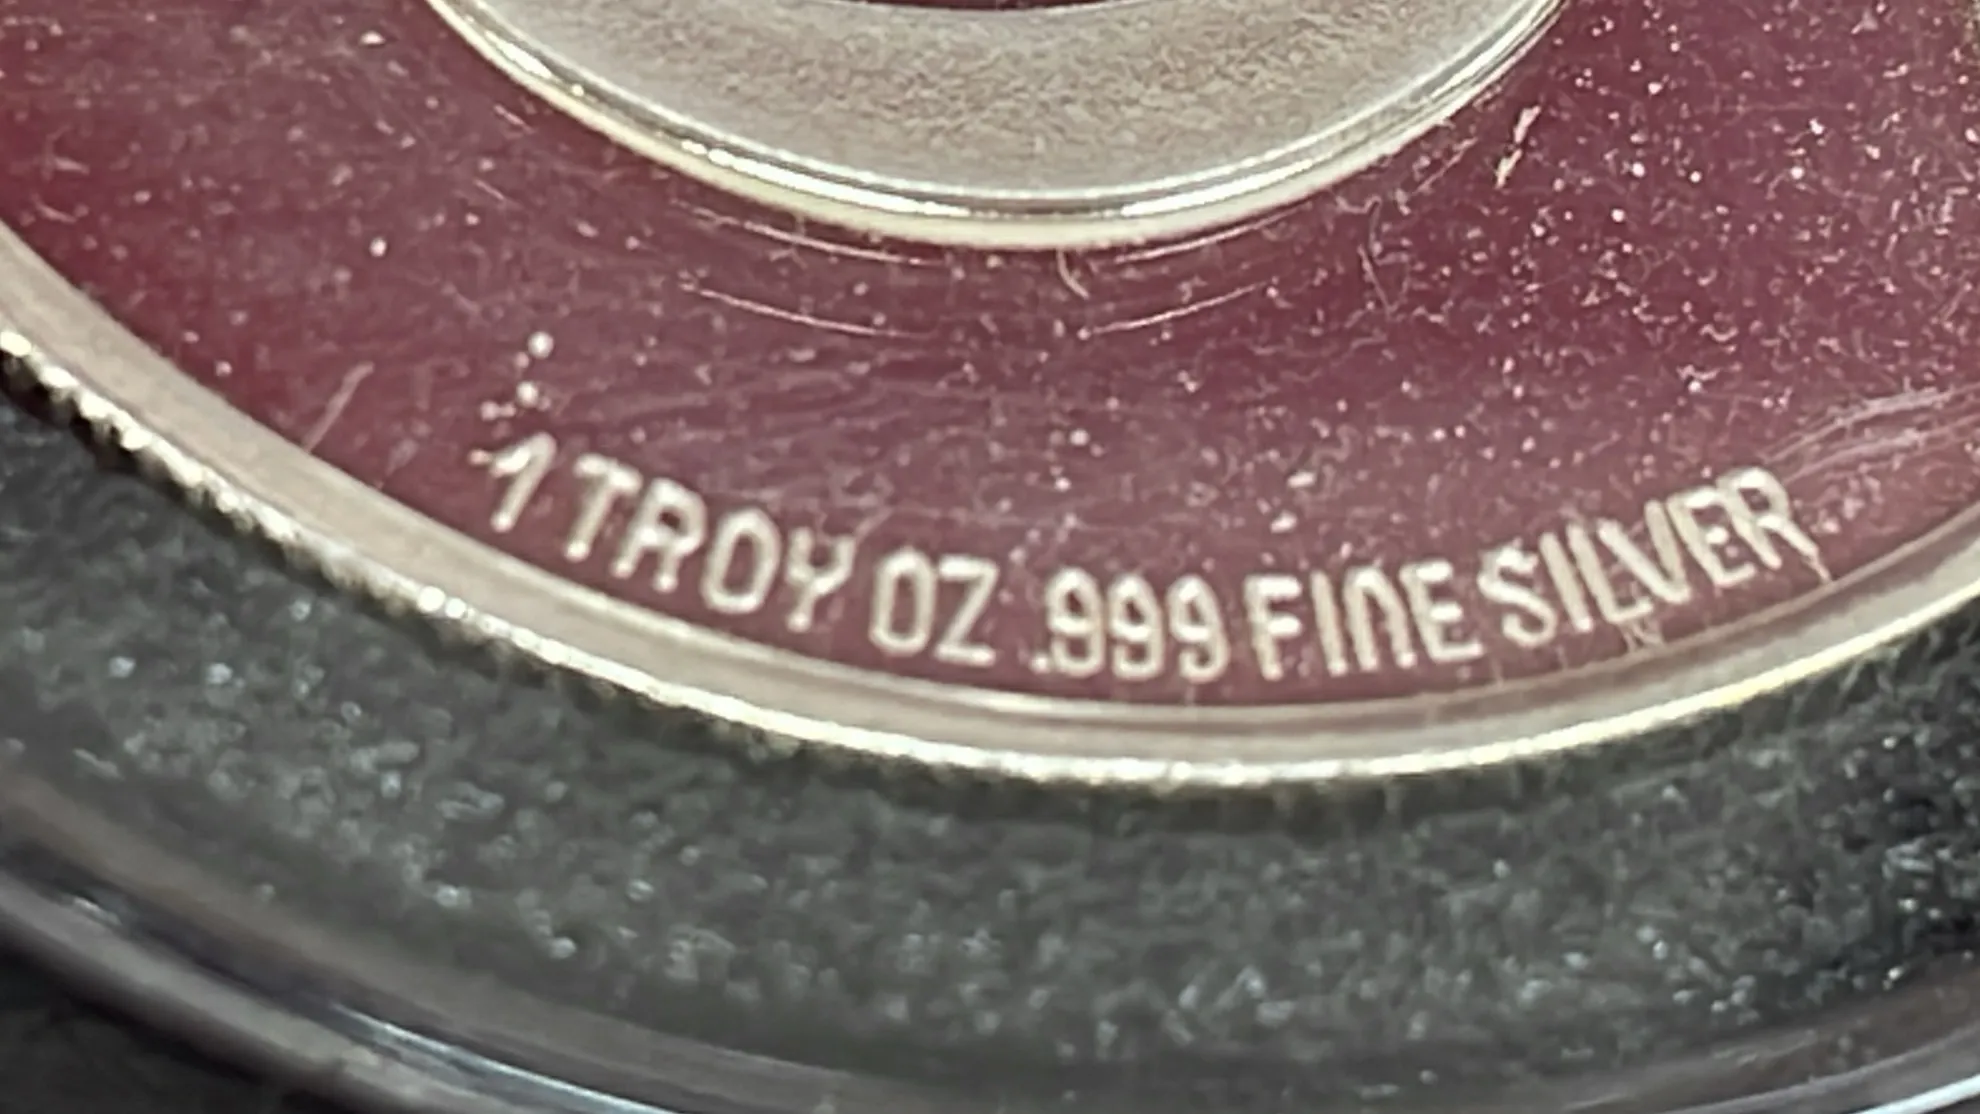 1 TROY OZ .999 FINE SILVER